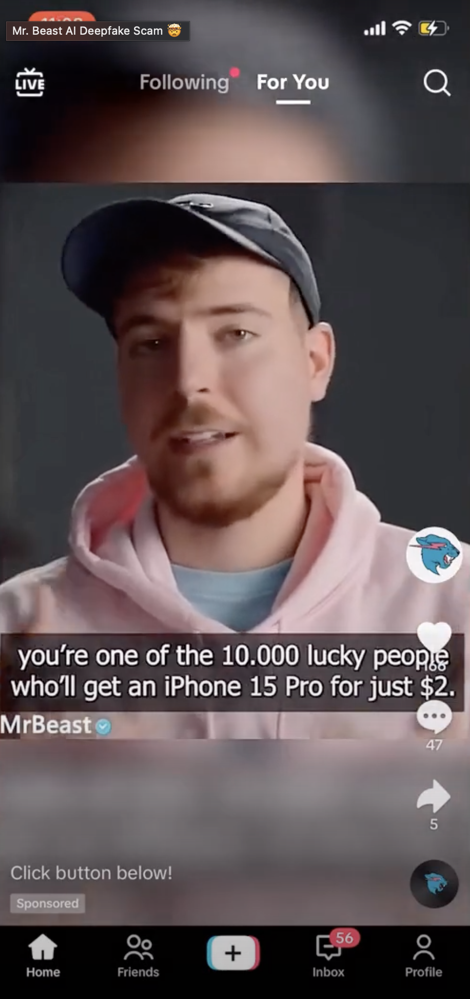 Mr. Beast AI Deepfake Scam 🤯
LIVE
Following
For You
you're one of the 10.000 lucky people
who'll get an iPhone 15 Pro for just $2.
MrBeast
47
5
Click button below!
Sponsored
Home
Friends
56
Inbox
Profile